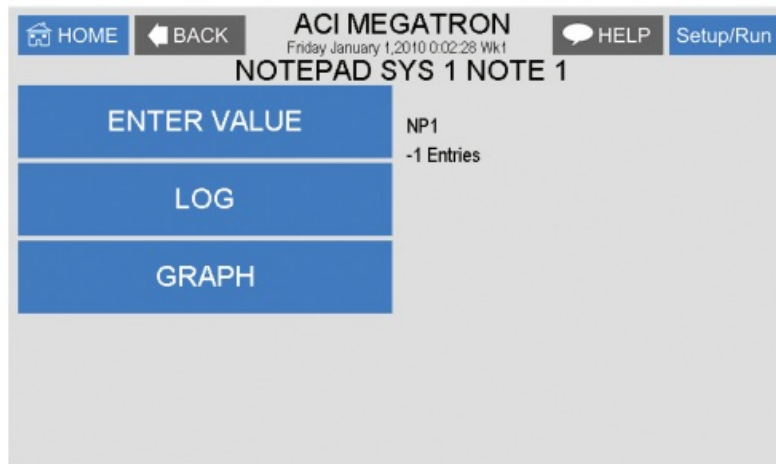 HOME BACK ACI MEGATRON HELP Setup/Run
Friday January 1,2010 0:02:28 Wk1
NOTEPAD SYS 1 NOTE 1
ENTER VALUE
NP1
-1 Entries
LOG
GRAPH